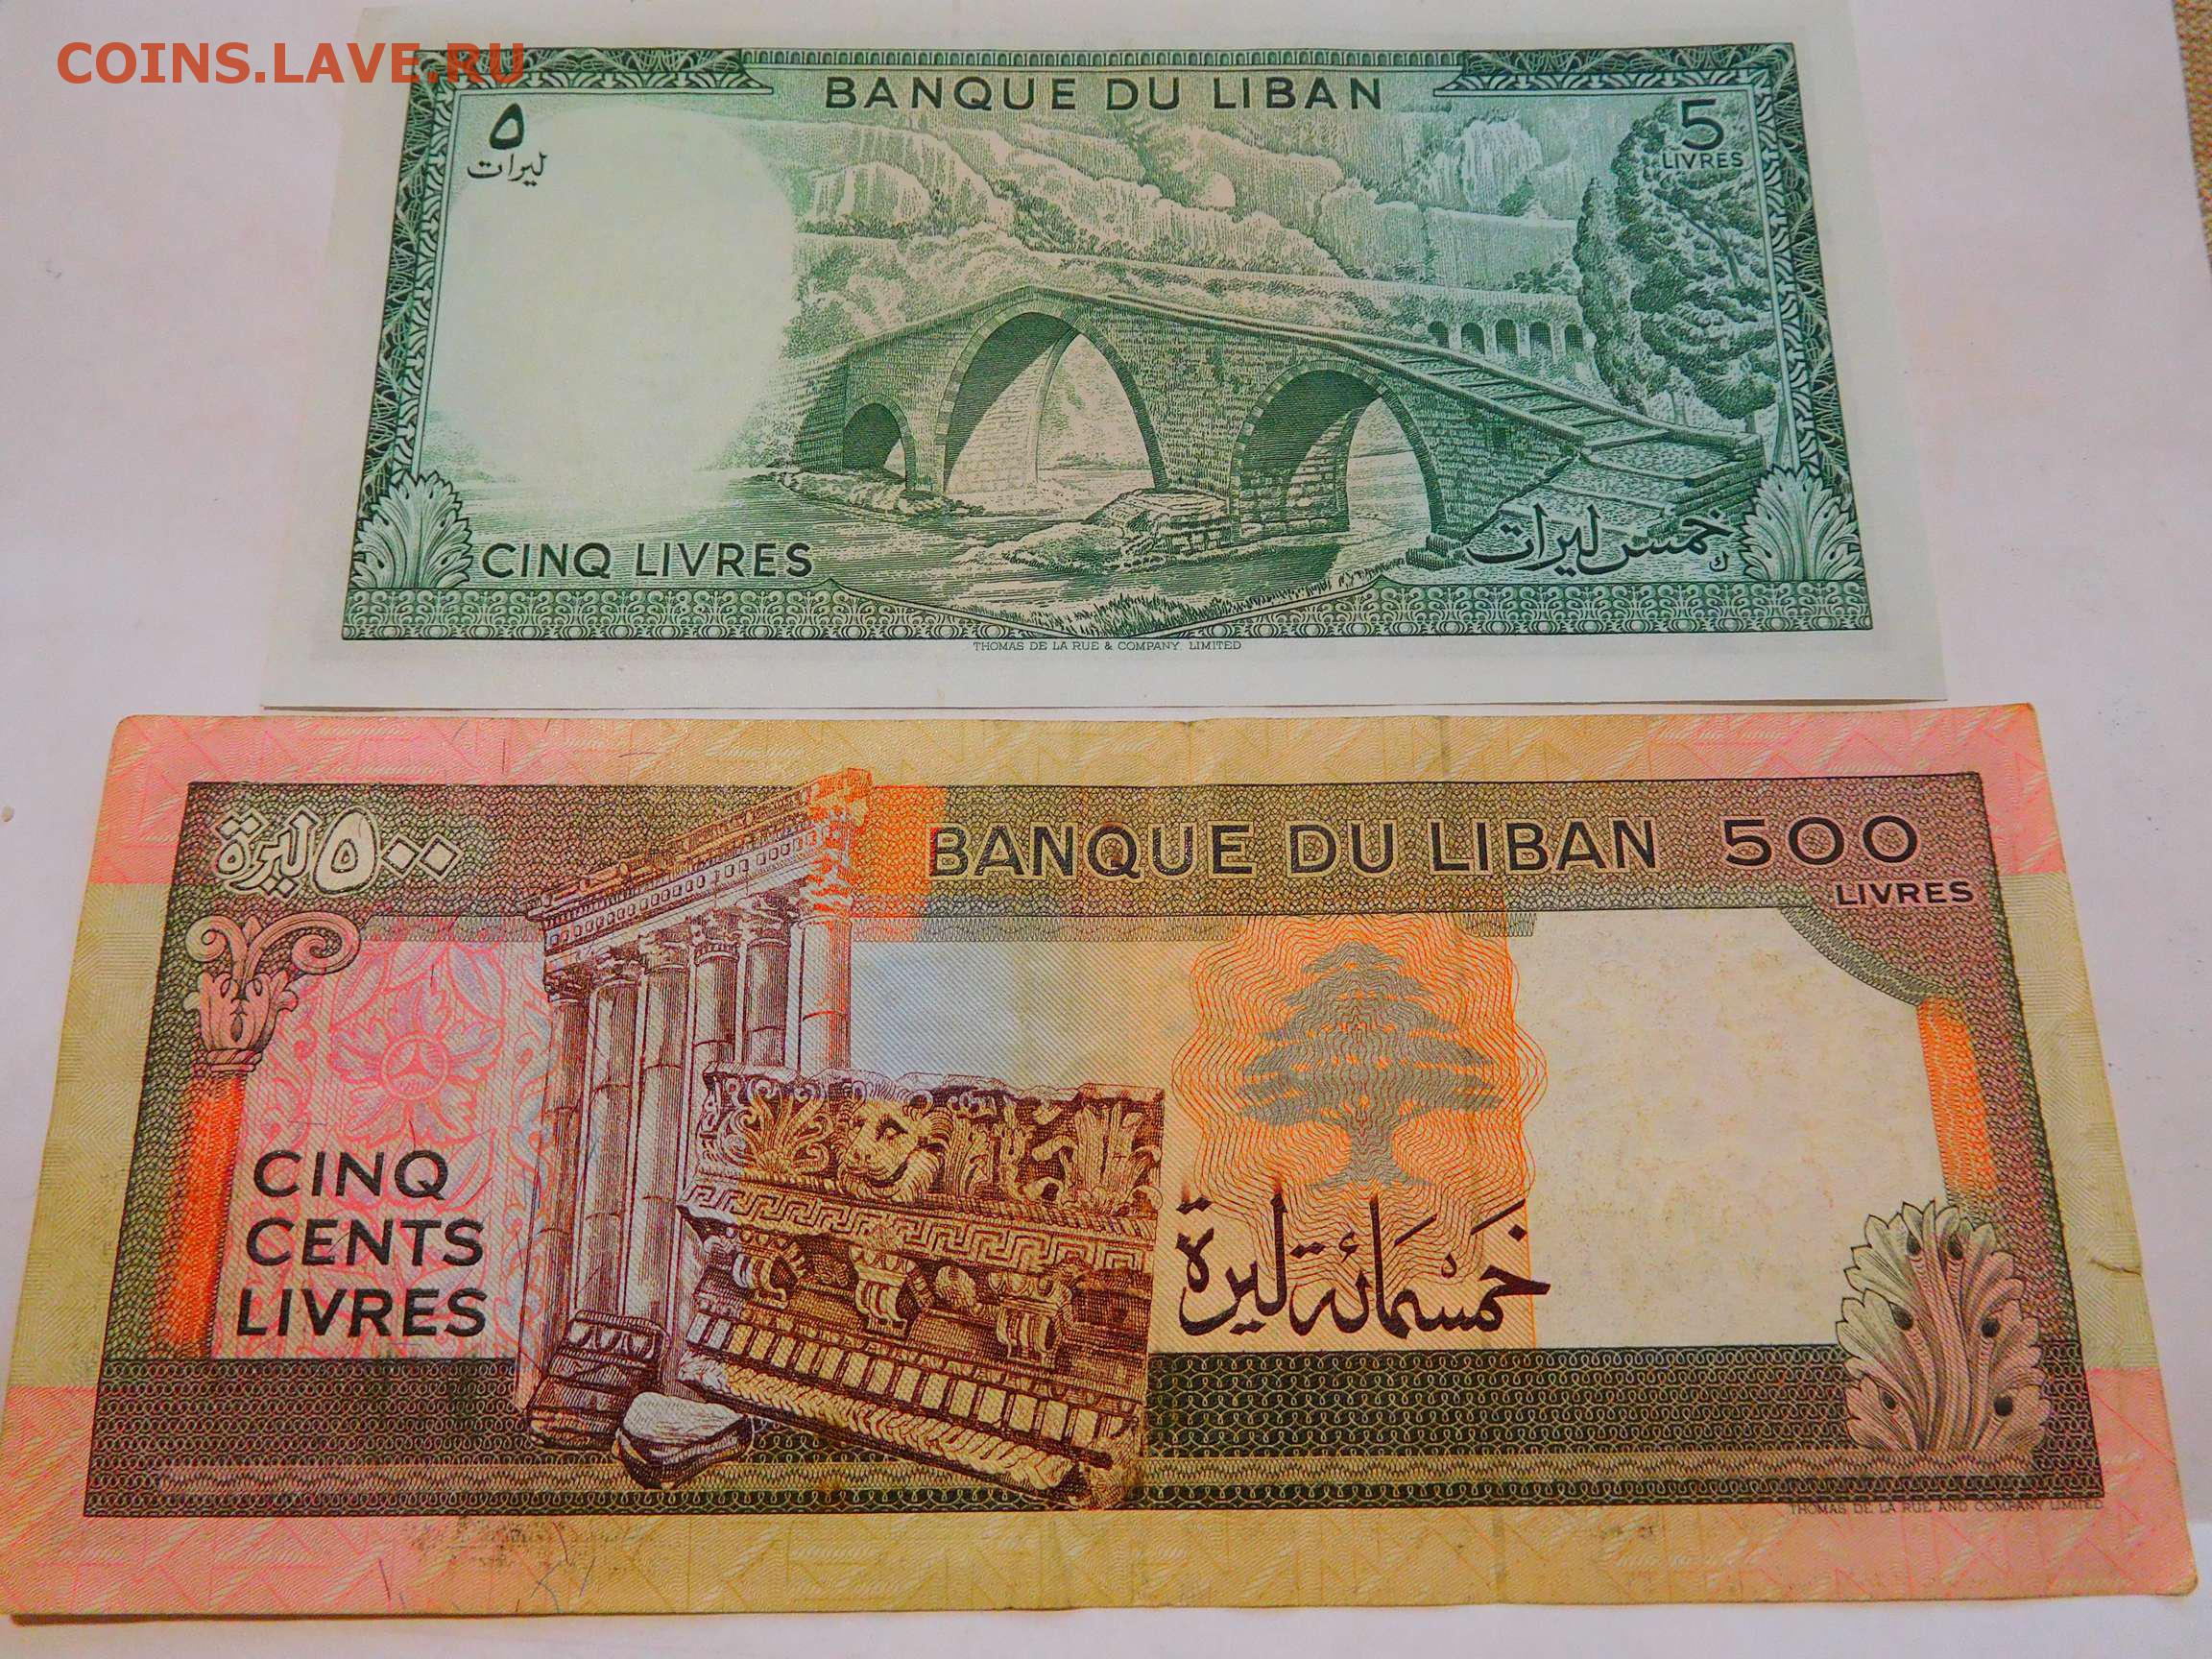 COINS.LAVE.RU
BANQUE DU LIBAN
٥
ليرات
5
LIVRES
CINQ LIVRES
خمس ليرات
THOMAS DE LA RUE & COMPANY, LIMITED
٥٠٠ ليرة
BANQUE DU LIBAN 500
LIVRES
CINQ
CENTS
LIVRES
خمسمائة ليرة
THOMAS DE LA RUE AND COMPANY LIMITED